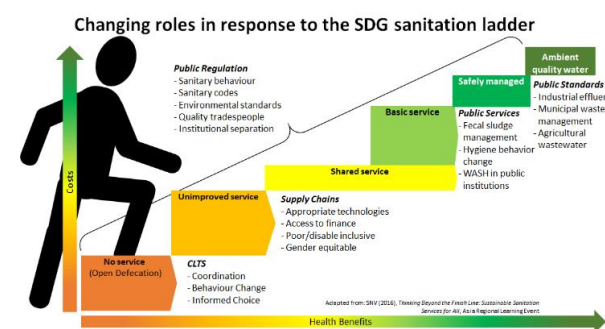 Changing roles in response to the SDG sanitation ladder
Ambient
quality water
Public Standards
- Industrial efflue
- Municipal waste
management
- Agricultural
wastewater
Safely managed
Public Services
- Fecal sludge
management
- Hygiene behavior
change
- WASH in public
institutions
Public Regulation
- Sanitary behaviour
- Sanitary codes
- Environmental standards
- Quality tradespeople
- Institutional separation
Basic service
Shared service
Supply Chains
- Appropriate technologies
- Access to finance
- Poor/disable inclusive
- Gender equitable
Unimproved service
CLTS
- Coordination
- Behaviour Change
- Informed Choice
No service
(Open Defecation)
Costs
Adapted from: SNV (2016), Thinking Beyond the Finish Line: Sustainable Sanitation
Services for All, Asia Regional Learning Event
Health Benefits